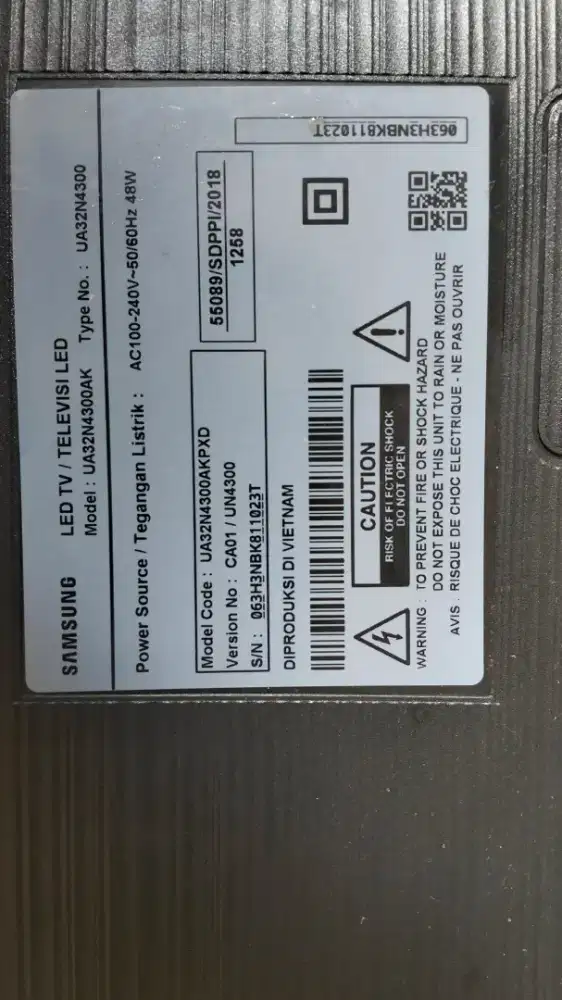 SAMSUNG LED TV / TELEVISI LED
Model : UA32N4300AK Type No. : UA32N4300
Power Source / Tegangan Listrik : AC100-240V~50/60Hz 48W
Model Code : UA32N4300AKPXD
Version No : CA01 / UN4300
S/N : 063H3NBK811023T
55089/SDPPI/2018
1258
DIPRODUKSI DI VIETNAM
CAUTION
RISK OF ELECTRIC SHOCK
DO NOT OPEN
WARNING : TO PREVENT FIRE OR SHOCK HAZARD
DO NOT EXPOSE THIS UNIT TO RAIN OR MOISTURE
AVIS : RISQUE DE CHOC ELECTRIQUE - NE PAS OUVRIR
063H3NBK811023T